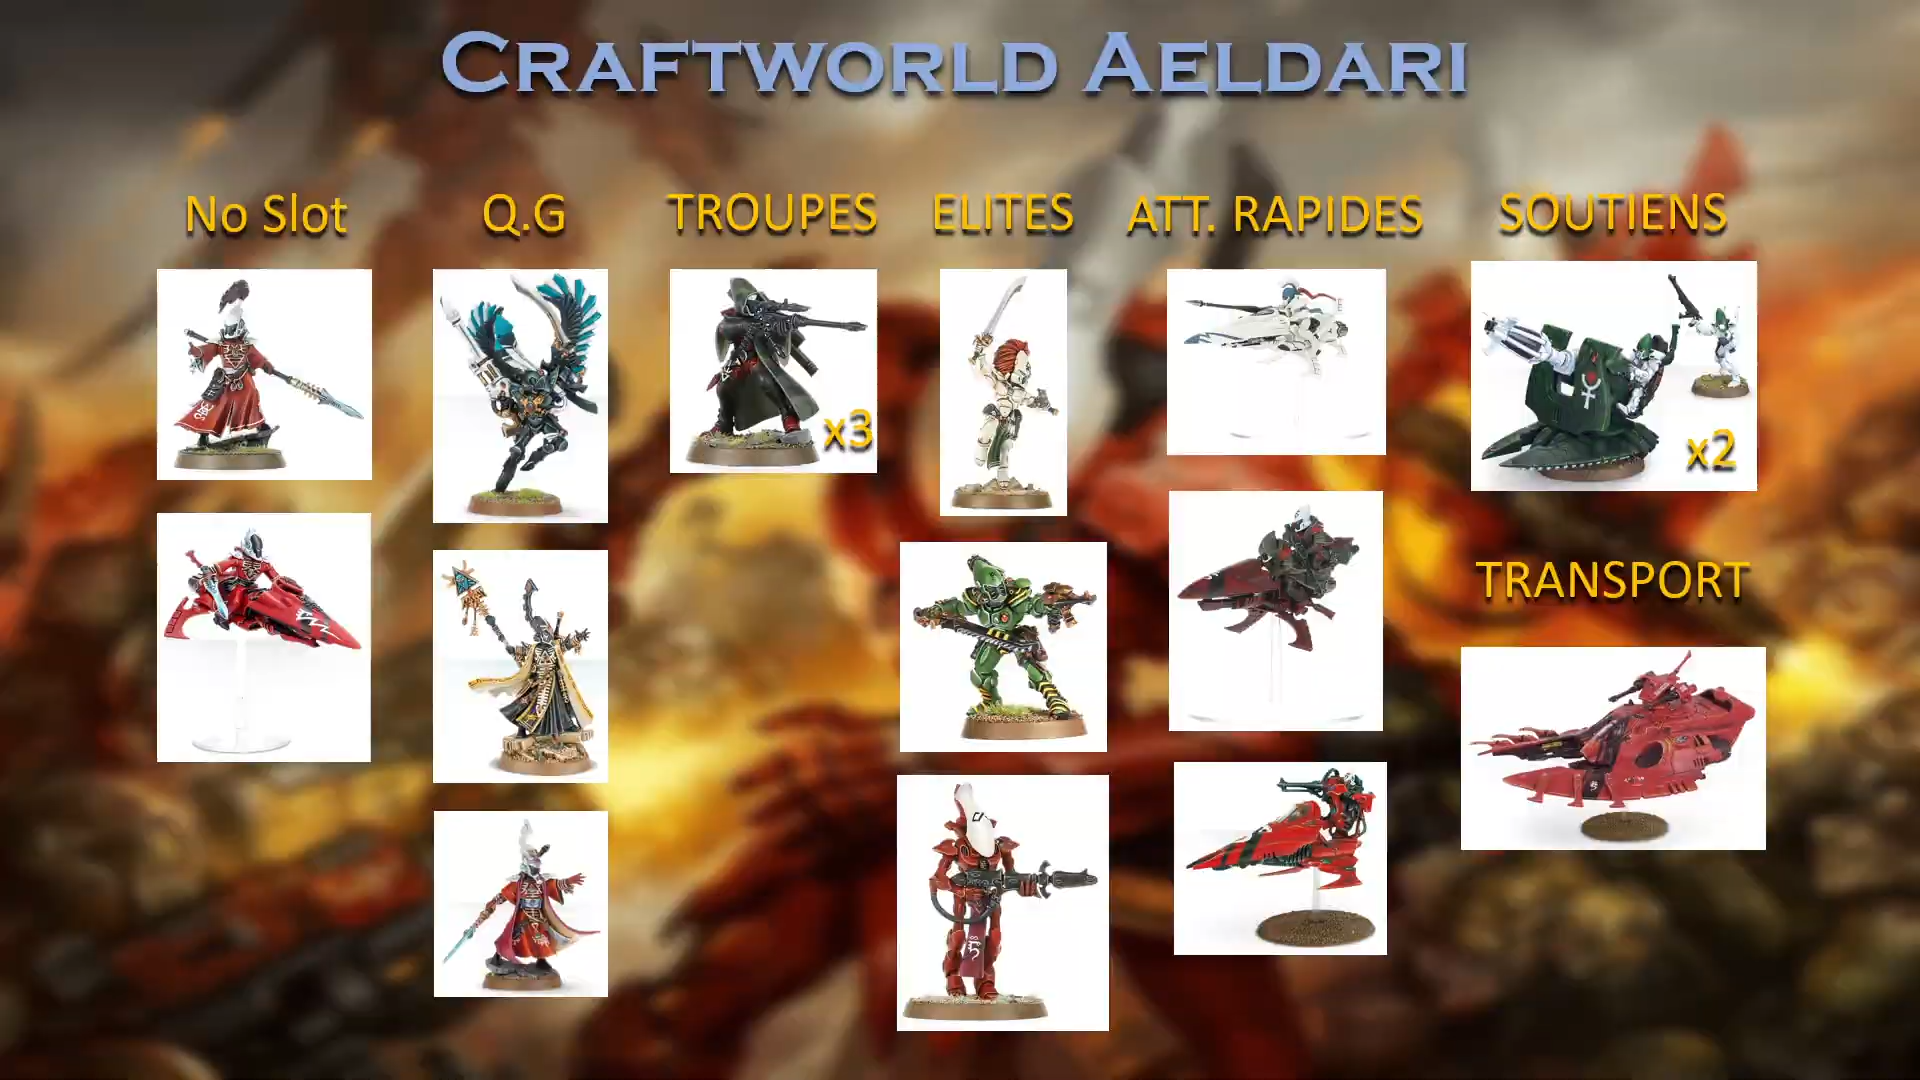 CRAFTWORLD AELDARI
No Slot
Q.G
TROUPES
ELITES
ATT. RAPIDES
SOUTIENS
x3
x2
TRANSPORT